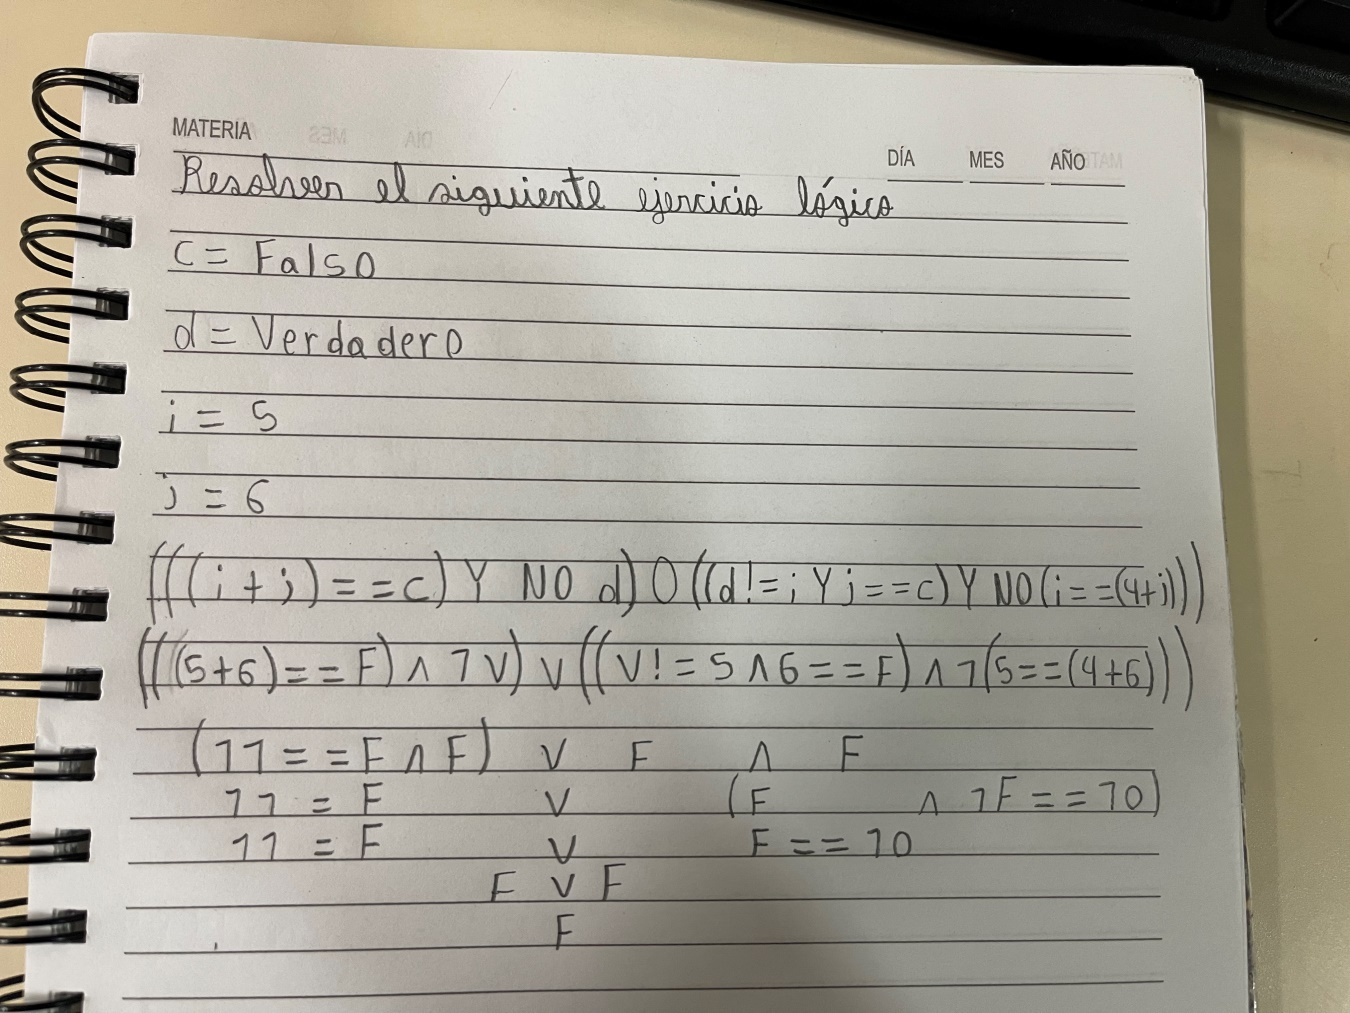 MATERIA
DÍA MES AÑO
Resolver el siguiente ejercicio lógico
c = Falso
d = Verdadero
i = 5
j = 6
(((i + j) == c) Y NO d) O ((d != i Y j == c) Y NO (i == (4+j))))
(((5+6) == F) ∧ ¬ V) ∨ ((V != 5 ∧ 6 == F) ∧ ¬ (5 == (4+6))))
(11 == F ∧ F) ∨ F ∧ F
11 = F ∨ (F ∧ ¬F == 10)
11 = F ∨ F == 10
F ∨ F
F